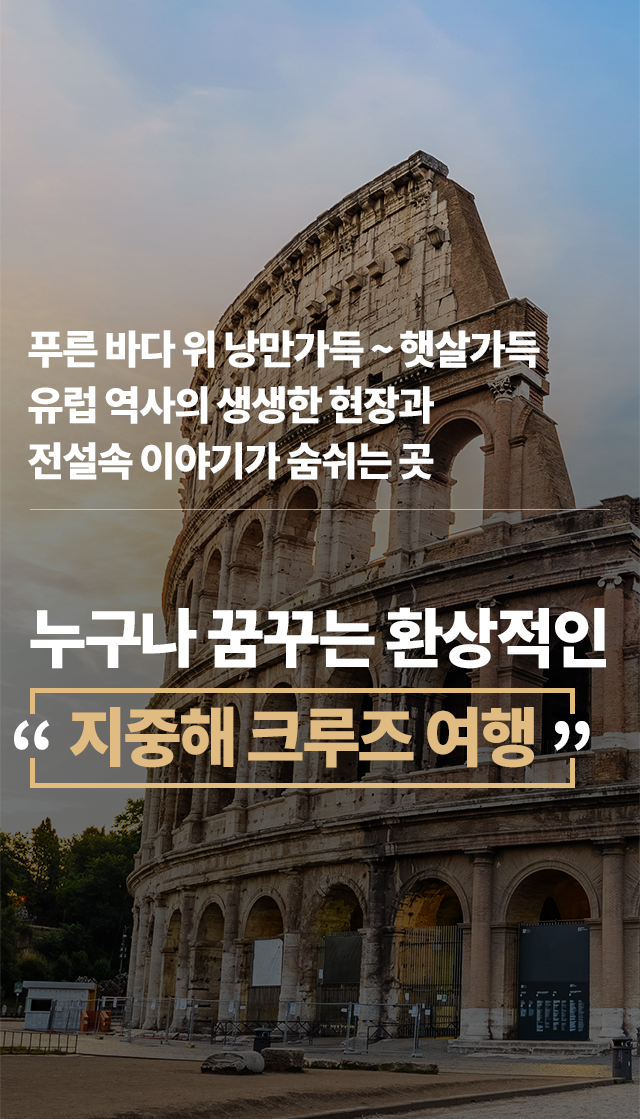 푸른 바다 위 낭만가득 ~ 햇살가득
유럽 역사의 생생한 현장과
전설속 이야기가 숨쉬는 곳
누구나 꿈꾸는 환상적인
“ 지중해 크루즈 여행 ”